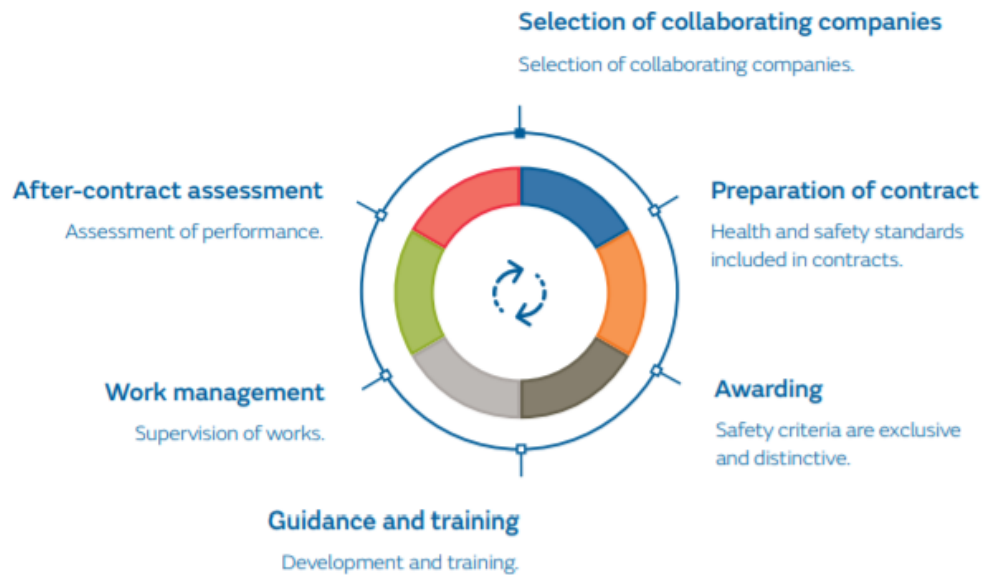 Selection of collaborating companies
Selection of collaborating companies.
Preparation of contract
Health and safety standards
included in contracts.
Awarding
Safety criteria are exclusive
and distinctive.
Guidance and training
Development and training.
Work management
Supervision of works.
After-contract assessment
Assessment of performance.